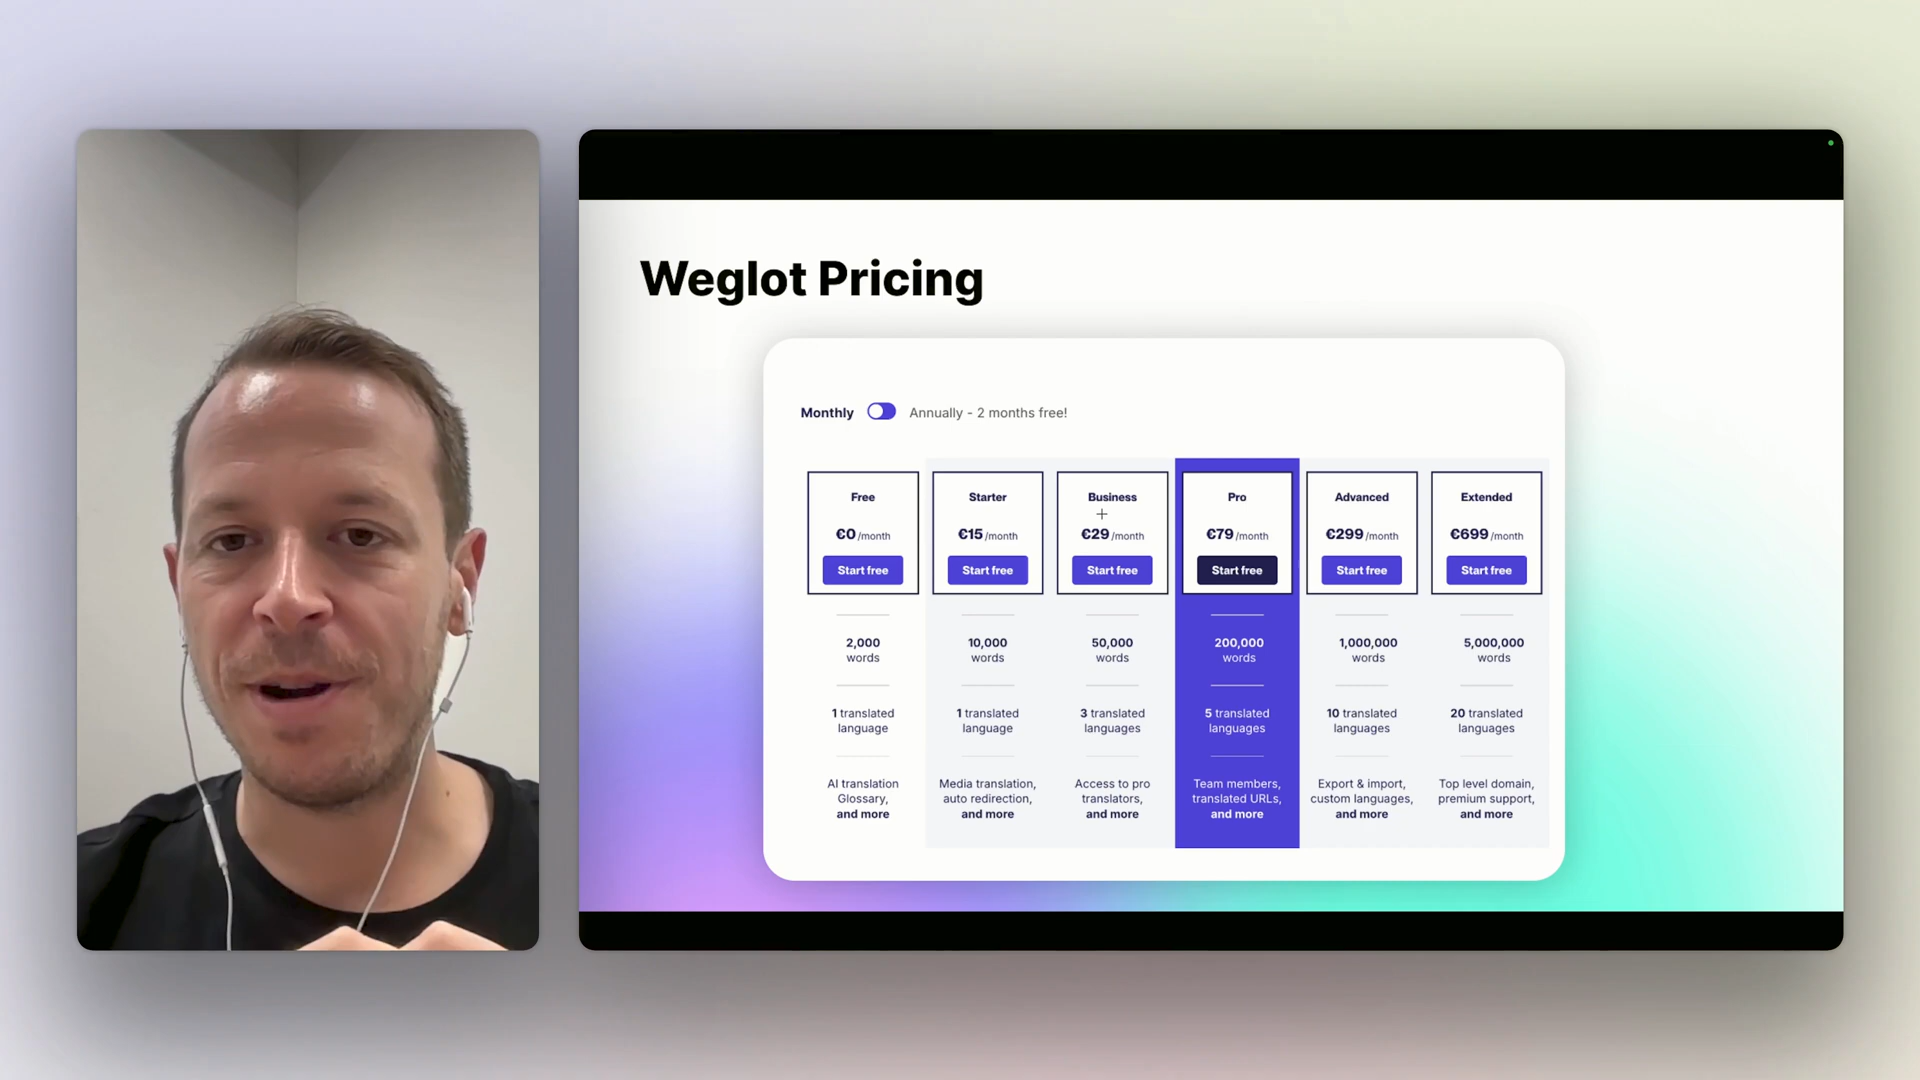 Weglot Pricing
Monthly Annually - 2 months free!
Free
€0/month
Start free
2,000
words
1 translated
language
AI translation
Glossary,
and more
Starter
€15/month
Start free
10,000
words
1 translated
language
Media translation,
auto redirection,
and more
Business
€29/month
Start free
50,000
words
3 translated
languages
Access to pro
translators,
and more
Pro
€79/month
Start free
200,000
words
5 translated
languages
Team members,
translated URLs,
and more
Advanced
€299/month
Start free
1,000,000
words
10 translated
languages
Export & import,
custom languages,
and more
Extended
€699/month
Start free
5,000,000
words
20 translated
languages
Top level domain,
premium support,
and more